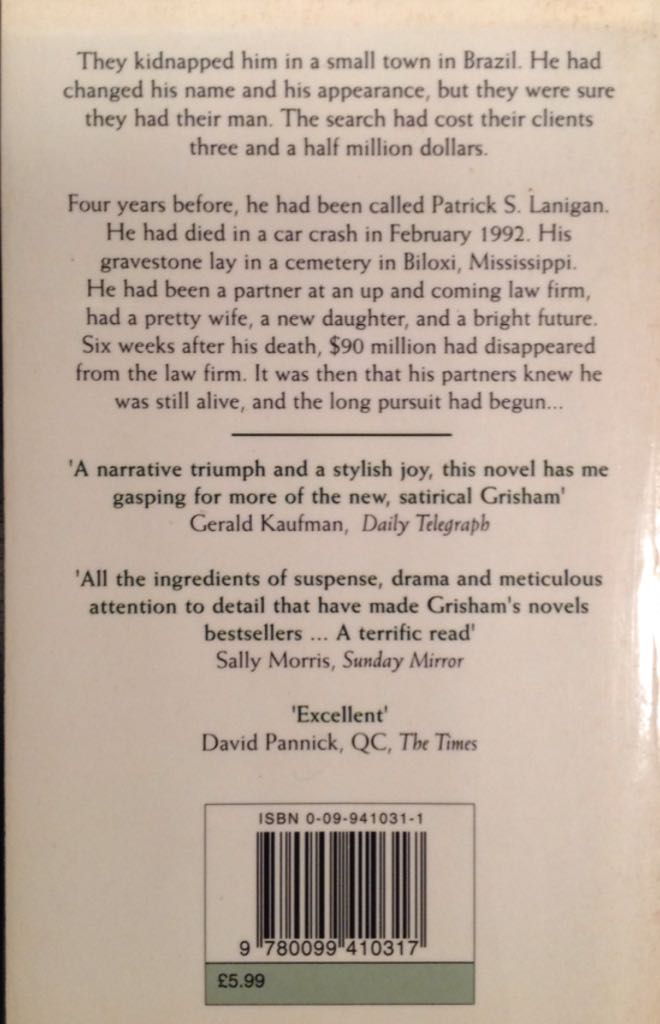 They kidnapped him in a small town in Brazil. He had
changed his name and his appearance, but they were sure
they had their man. The search had cost their clients
three and a half million dollars.
Four years before, he had been called Patrick S. Lanigan.
He had died in a car crash in February 1992. His
gravestone lay in a cemetery in Biloxi, Mississippi.
He had been a partner at an up and coming law firm,
had a pretty wife, a new daughter, and a bright future.
Six weeks after his death, $90 million had disappeared
from the law firm. It was then that his partners knew he
was still alive, and the long pursuit had begun...
'A narrative triumph and a stylish joy, this novel has me
gasping for more of the new, satirical Grisham'
Gerald Kaufman, Daily Telegraph
'All the ingredients of suspense, drama and meticulous
attention to detail that have made Grisham's novels
bestsellers ... A terrific read'
Sally Morris, Sunday Mirror
'Excellent'
David Pannick, QC, The Times
ISBN 0-09-941031-1
9 780099 410317
£5.99